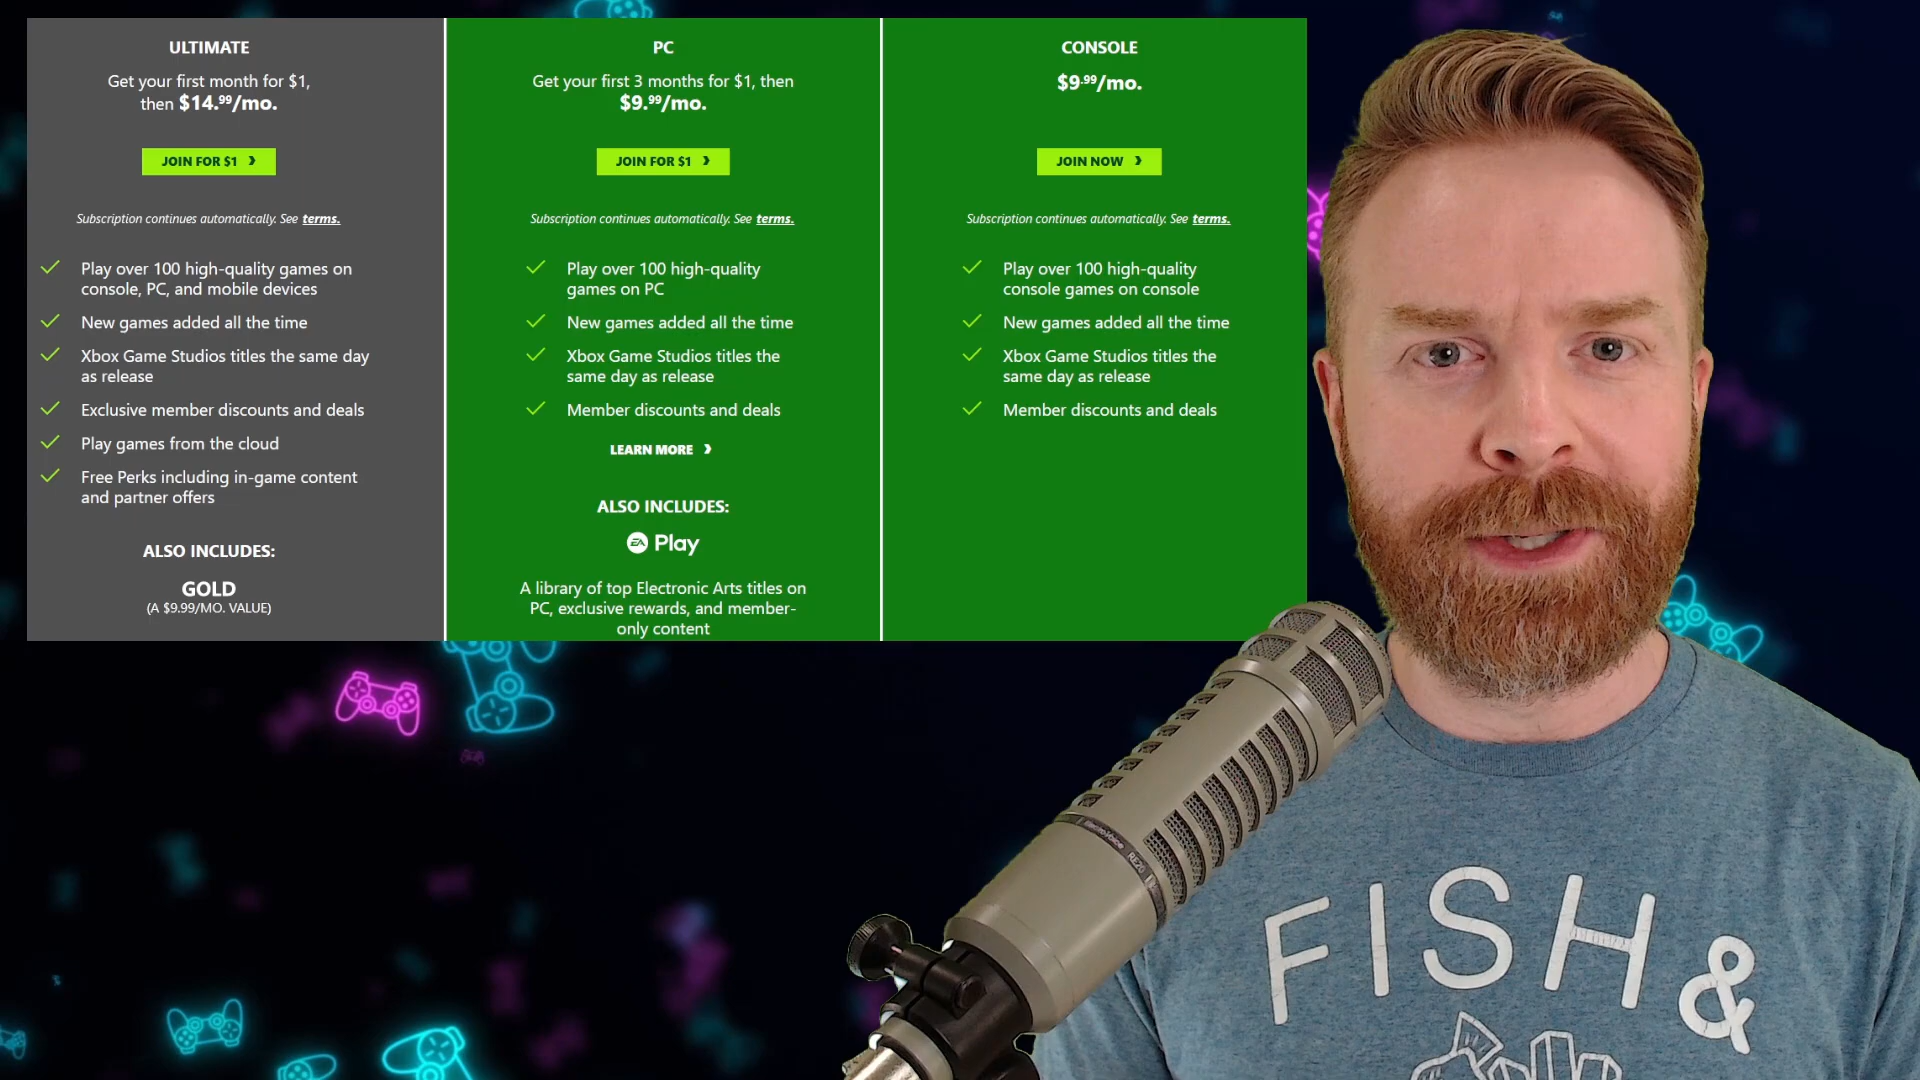 ULTIMATE
Get your first month for $1,
then $14.99/mo.
JOIN FOR $1 ❯
Subscription continues automatically. See terms.
Play over 100 high-quality games on
console, PC, and mobile devices
New games added all the time
Xbox Game Studios titles the same day
as release
Exclusive member discounts and deals
Play games from the cloud
Free Perks including in-game content
and partner offers
ALSO INCLUDES:
GOLD
(A $9.99/MO. VALUE)
PC
Get your first 3 months for $1, then
$9.99/mo.
JOIN FOR $1 ❯
Subscription continues automatically. See terms.
Play over 100 high-quality
games on PC
New games added all the time
Xbox Game Studios titles the
same day as release
Member discounts and deals
LEARN MORE ❯
ALSO INCLUDES:
EA Play
A library of top Electronic Arts titles on
PC, exclusive rewards, and member-
only content
CONSOLE
$9.99/mo.
JOIN NOW ❯
Subscription continues automatically. See terms.
Play over 100 high-quality
console games on console
New games added all the time
Xbox Game Studios titles the
same day as release
Member discounts and deals
Electro-Voice RE20
FISH &